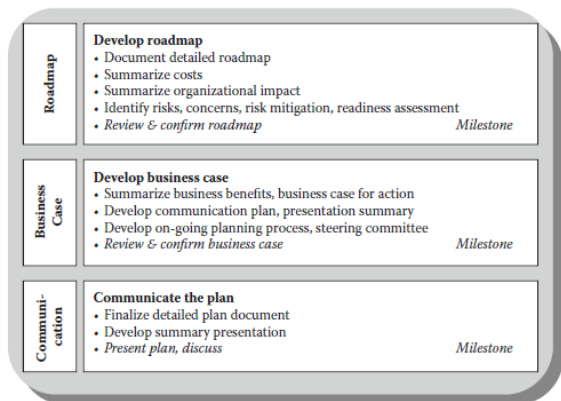 Roadmap
Develop roadmap
• Document detailed roadmap
• Summarize costs
• Summarize organizational impact
• Identify risks, concerns, risk mitigation, readiness assessment
• Review & confirm roadmap Milestone
Business
Case
Develop business case
• Summarize business benefits, business case for action
• Develop communication plan, presentation summary
• Develop on-going planning process, steering committee
• Review & confirm business case Milestone
Communi-
cation
Communicate the plan
• Finalize detailed plan document
• Develop summary presentation
• Present plan, discuss Milestone